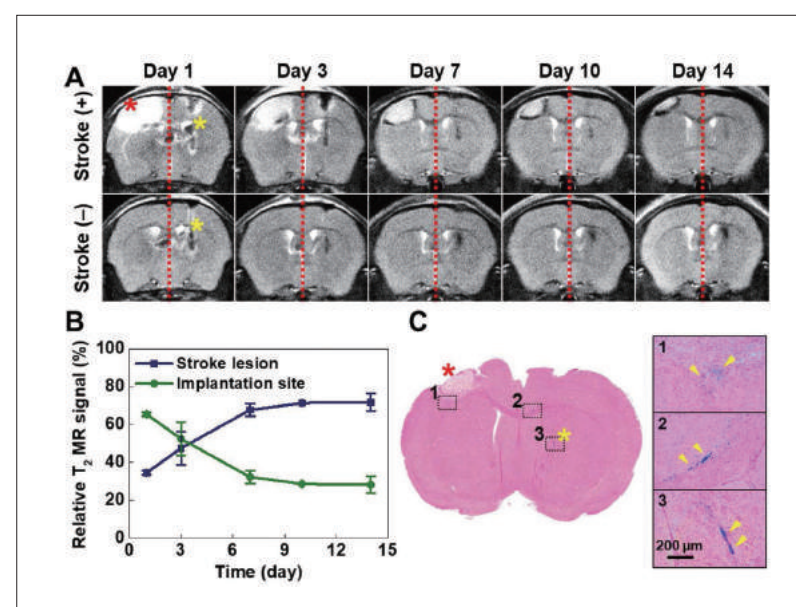 A
Day 1 Day 3 Day 7 Day 10 Day 14
Stroke (+)
Stroke (–)
B
Relative T2 MR signal (%)
100
80
60
40
20
0
Stroke lesion
Implantation site
0 3 6 9 12 15
Time (day)
C
1
2
3
1
2
3
200 µm